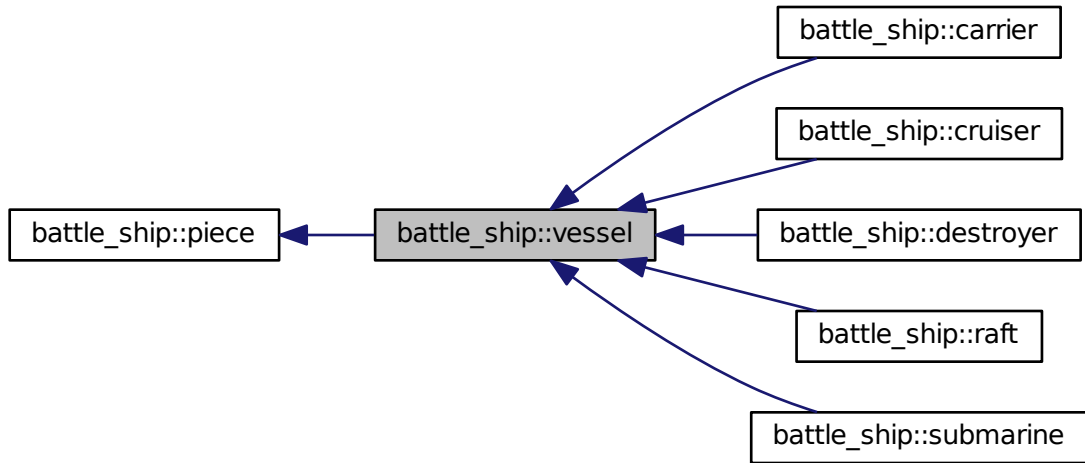 battle_ship::carrier
battle_ship::cruiser
battle_ship::piece
battle_ship::vessel
battle_ship::destroyer
battle_ship::raft
battle_ship::submarine